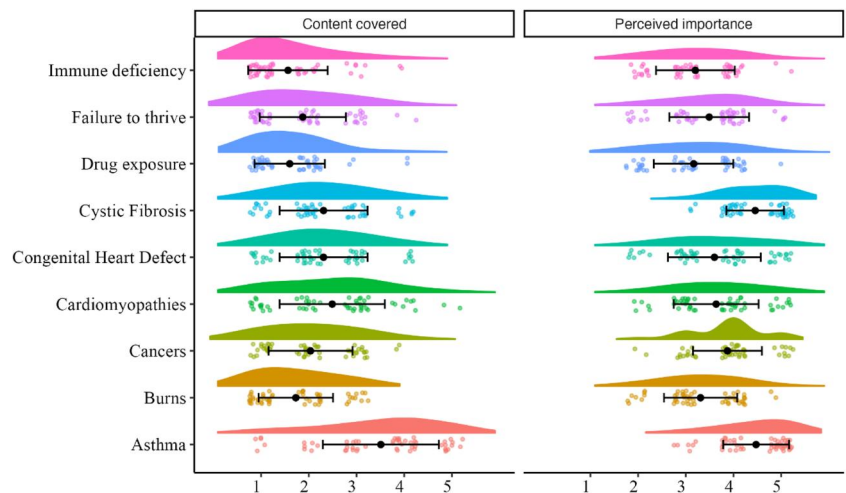 Content covered
Perceived importance
Immune deficiency
Failure to thrive
Drug exposure
Cystic Fibrosis
Congenital Heart Defect
Cardiomyopathies
Cancers
Burns
Asthma
1 2 3 4 5
1 2 3 4 5